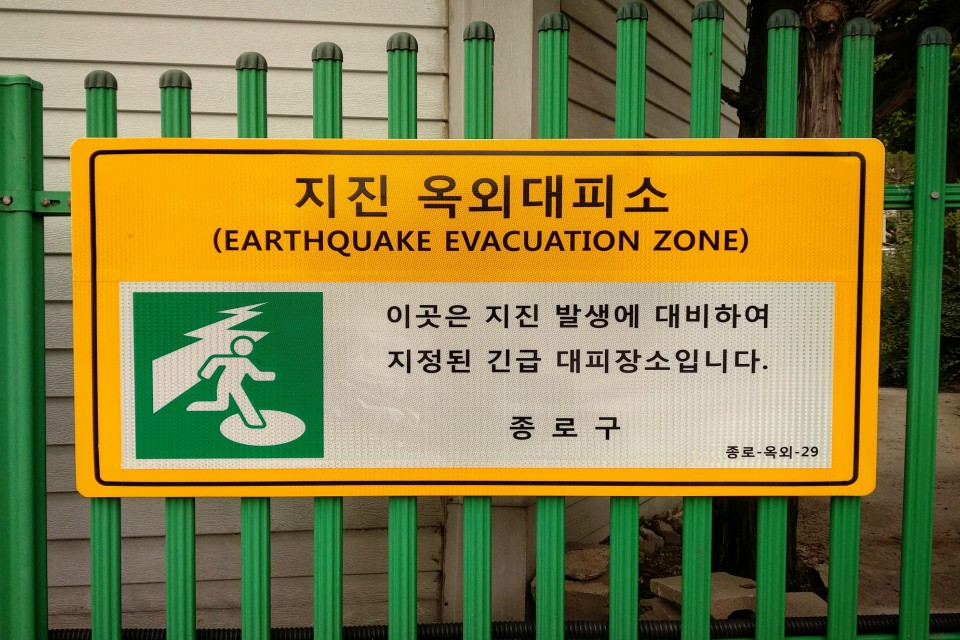 지진 옥외대피소
(EARTHQUAKE EVACUATION ZONE)
이곳은 지진 발생에 대비하여
지정된 긴급 대피장소입니다.
종 로 구
종로-옥외-29